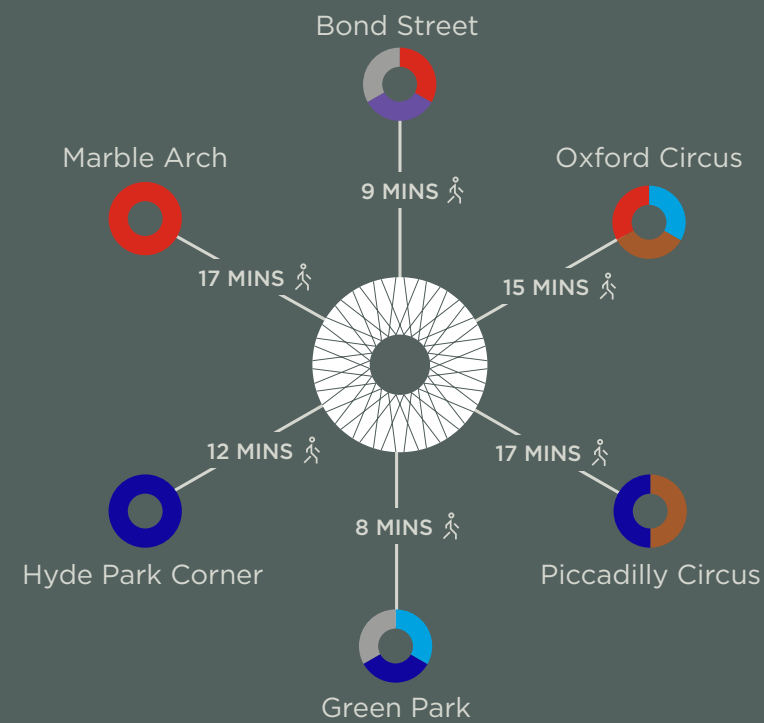 Bond Street
Marble Arch
Oxford Circus
9 MINS
17 MINS
15 MINS
12 MINS
17 MINS
8 MINS
Hyde Park Corner
Piccadilly Circus
Green Park